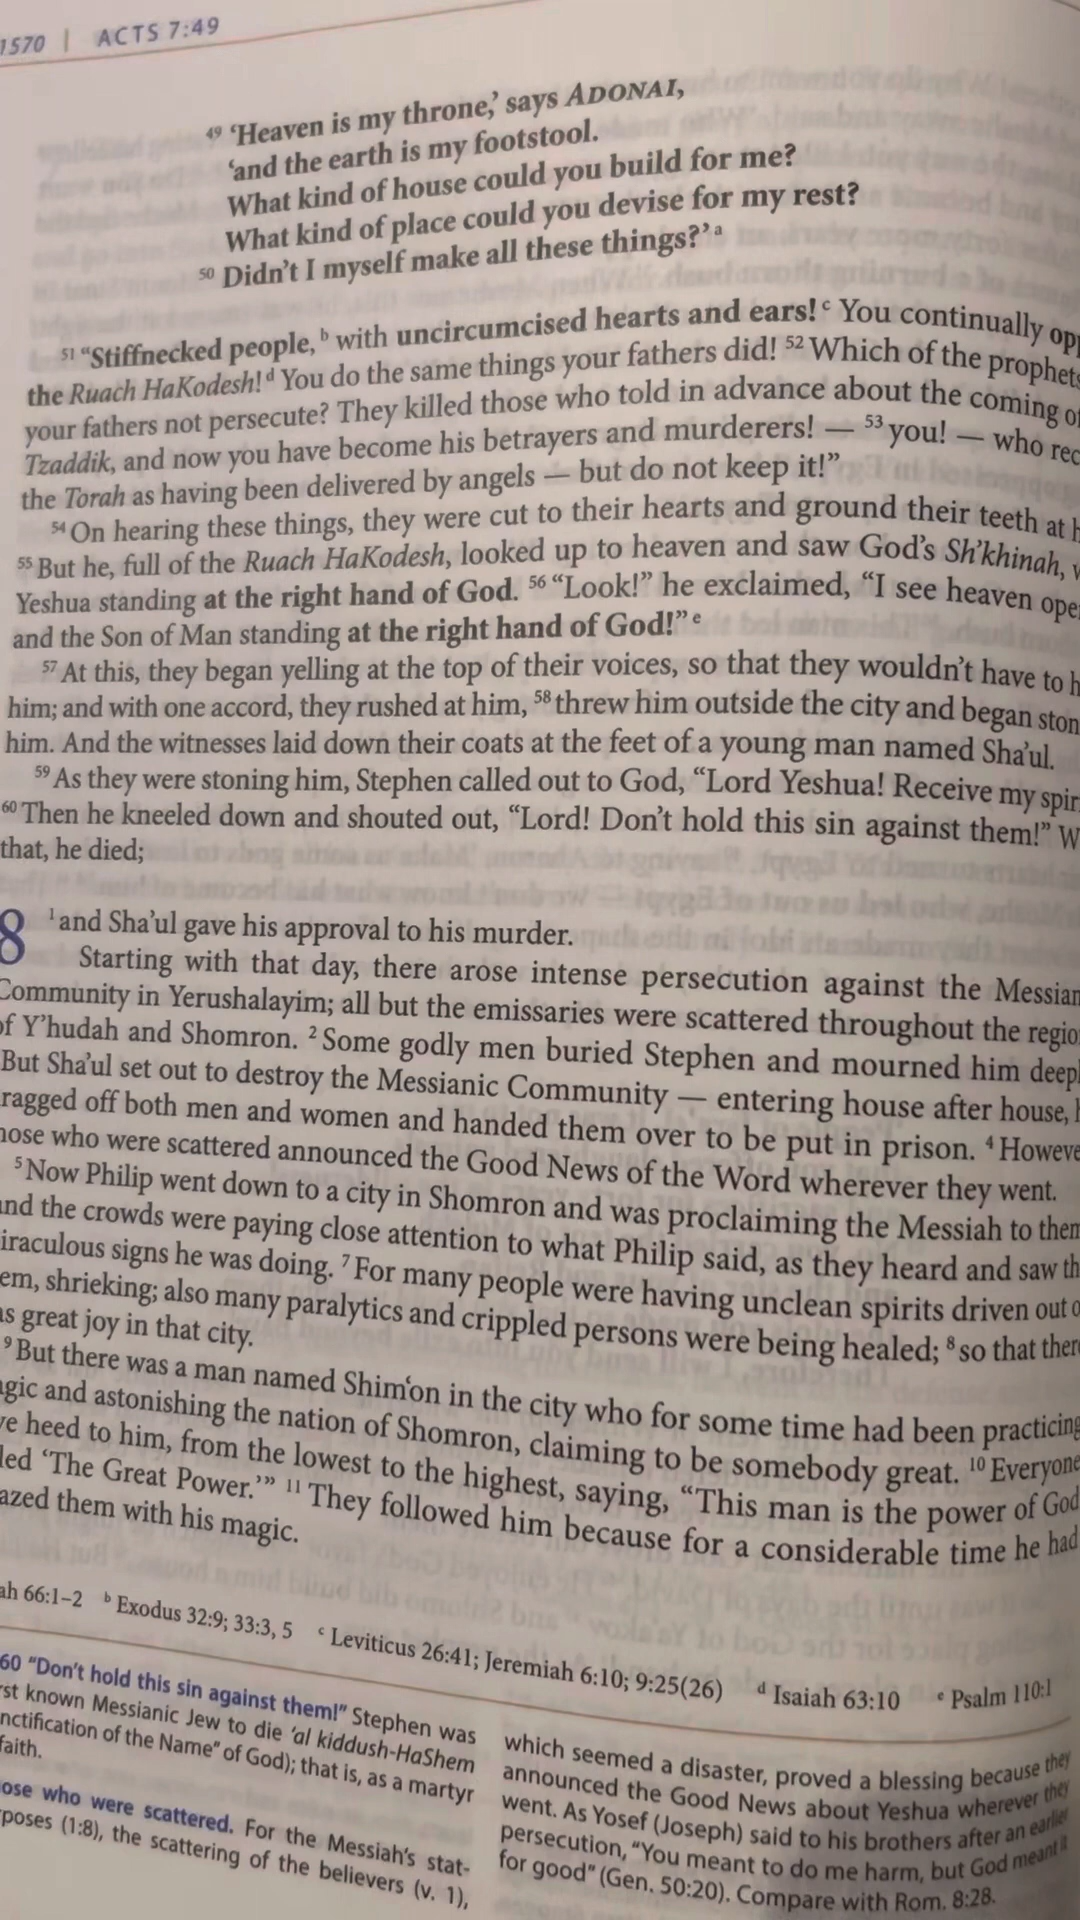 1570 | ACTS 7:49
49 ‘Heaven is my throne,’ says ADONAI,
‘and the earth is my footstool.
What kind of house could you build for me?
What kind of place could you devise for my rest?
50 Didn’t I myself make all these things?’ a
51 “Stiffnecked people, b with uncircumcised hearts and ears! c You continually opp
the Ruach HaKodesh! d You do the same things your fathers did! 52 Which of the prophets
your fathers not persecute? They killed those who told in advance about the coming of
Tzaddik, and now you have become his betrayers and murderers! — 53 you! — who rec
the Torah as having been delivered by angels — but do not keep it!”
54 On hearing these things, they were cut to their hearts and ground their teeth at h
55 But he, full of the Ruach HaKodesh, looked up to heaven and saw God’s Sh’khinah, w
Yeshua standing at the right hand of God. 56 “Look!” he exclaimed, “I see heaven ope
and the Son of Man standing at the right hand of God!” e
57 At this, they began yelling at the top of their voices, so that they wouldn’t have to h
him; and with one accord, they rushed at him, 58 threw him outside the city and began ston
him. And the witnesses laid down their coats at the feet of a young man named Sha’ul.
59 As they were stoning him, Stephen called out to God, “Lord Yeshua! Receive my spir
60 Then he kneeled down and shouted out, “Lord! Don’t hold this sin against them!” W
that, he died;
8 1 and Sha’ul gave his approval to his murder.
Starting with that day, there arose intense persecution against the Messian
Community in Yerushalayim; all but the emissaries were scattered throughout the regio
of Y’hudah and Shomron. 2 Some godly men buried Stephen and mourned him deepl
But Sha’ul set out to destroy the Messianic Community — entering house after house, h
ragged off both men and women and handed them over to be put in prison. 4 Howeve
hose who were scattered announced the Good News of the Word wherever they went.
5 Now Philip went down to a city in Shomron and was proclaiming the Messiah to them
nd the crowds were paying close attention to what Philip said, as they heard and saw th
iraculous signs he was doing. 7 For many people were having unclean spirits driven out o
em, shrieking; also many paralytics and crippled persons were being healed; 8 so that there
as great joy in that city.
9 But there was a man named Shim‘on in the city who for some time had been practicing
agic and astonishing the nation of Shomron, claiming to be somebody great. 10 Everyone
ve heed to him, from the lowest to the highest, saying, “This man is the power of God
led ‘The Great Power.’” 11 They followed him because for a considerable time he had
azed them with his magic.
ah 66:1–2 b Exodus 32:9; 33:3, 5 c Leviticus 26:41; Jeremiah 6:10; 9:25(26) d Isaiah 63:10 e Psalm 110:1
60 “Don’t hold this sin against them!” Stephen was
rst known Messianic Jew to die ‘al kiddush-HaShem
nctification of the Name” of God); that is, as a martyr
faith.
ose who were scattered. For the Messiah’s stat-
rposes (1:8), the scattering of the believers (v. 1),
which seemed a disaster, proved a blessing because they
announced the Good News about Yeshua wherever they
went. As Yosef (Joseph) said to his brothers after an earlier
persecution, “You meant to do me harm, but God meant it
for good” (Gen. 50:20). Compare with Rom. 8:28.